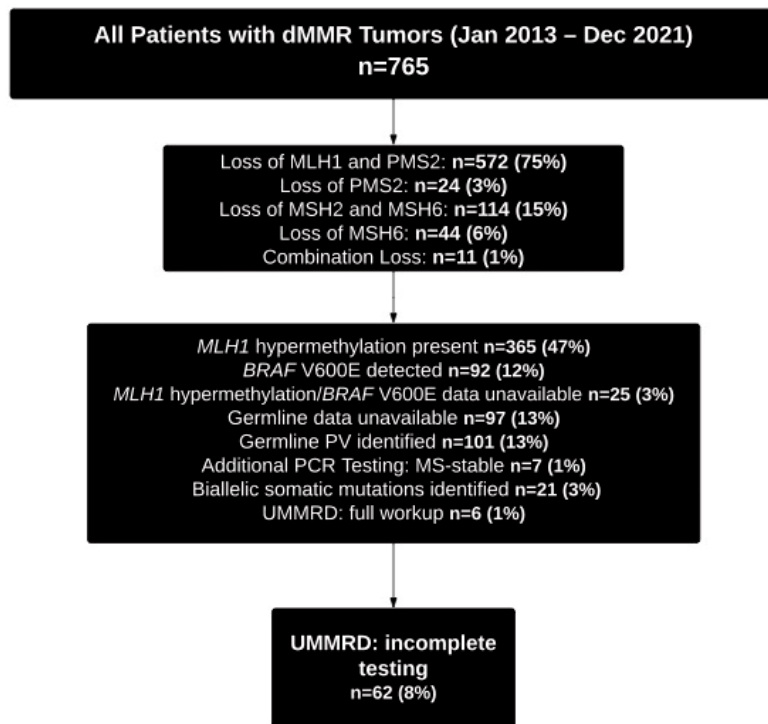 All Patients with dMMR Tumors (Jan 2013 – Dec 2021)
n=765
Loss of MLH1 and PMS2: n=572 (75%)
Loss of PMS2: n=24 (3%)
Loss of MSH2 and MSH6: n=114 (15%)
Loss of MSH6: n=44 (6%)
Combination Loss: n=11 (1%)
MLH1 hypermethylation present n=365 (47%)
BRAF V600E detected n=92 (12%)
MLH1 hypermethylation/BRAF V600E data unavailable n=25 (3%)
Germline data unavailable n=97 (13%)
Germline PV identified n=101 (13%)
Additional PCR Testing: MS-stable n=7 (1%)
Biallelic somatic mutations identified n=21 (3%)
UMMRD: full workup n=6 (1%)
UMMRD: incomplete
testing
n=62 (8%)